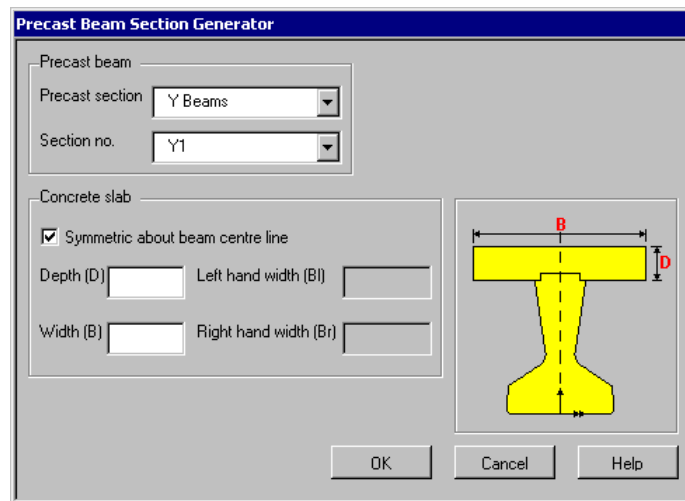 Precast Beam Section Generator
Precast beam
Precast section Y Beams
Section no. Y1
Concrete slab
Symmetric about beam centre line
Depth (D) Left hand width (Bl)
Width (B) Right hand width (Br)
B
D
OK Cancel Help